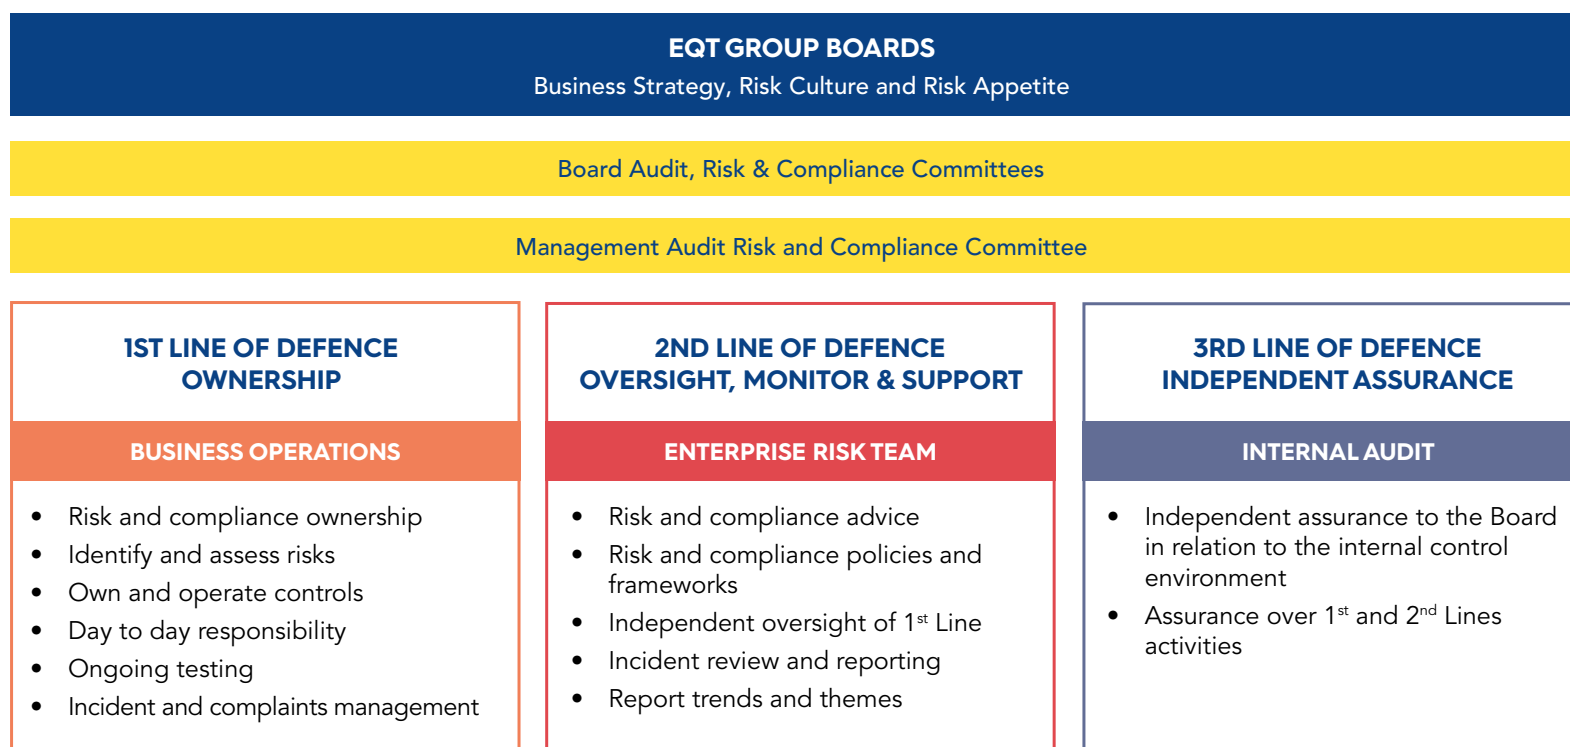 EQT GROUP BOARDS
Business Strategy, Risk Culture and Risk Appetite
Board Audit, Risk & Compliance Committees
Management Audit Risk and Compliance Committee
1ST LINE OF DEFENCE
OWNERSHIP
BUSINESS OPERATIONS
• Risk and compliance ownership
• Identify and assess risks
• Own and operate controls
• Day to day responsibility
• Ongoing testing
• Incident and complaints management
2ND LINE OF DEFENCE
OVERSIGHT, MONITOR & SUPPORT
ENTERPRISE RISK TEAM
• Risk and compliance advice
• Risk and compliance policies and
frameworks
• Independent oversight of 1st Line
• Incident review and reporting
• Report trends and themes
3RD LINE OF DEFENCE
INDEPENDENT ASSURANCE
INTERNAL AUDIT
• Independent assurance to the Board
in relation to the internal control
environment
• Assurance over 1st and 2nd Lines
activities